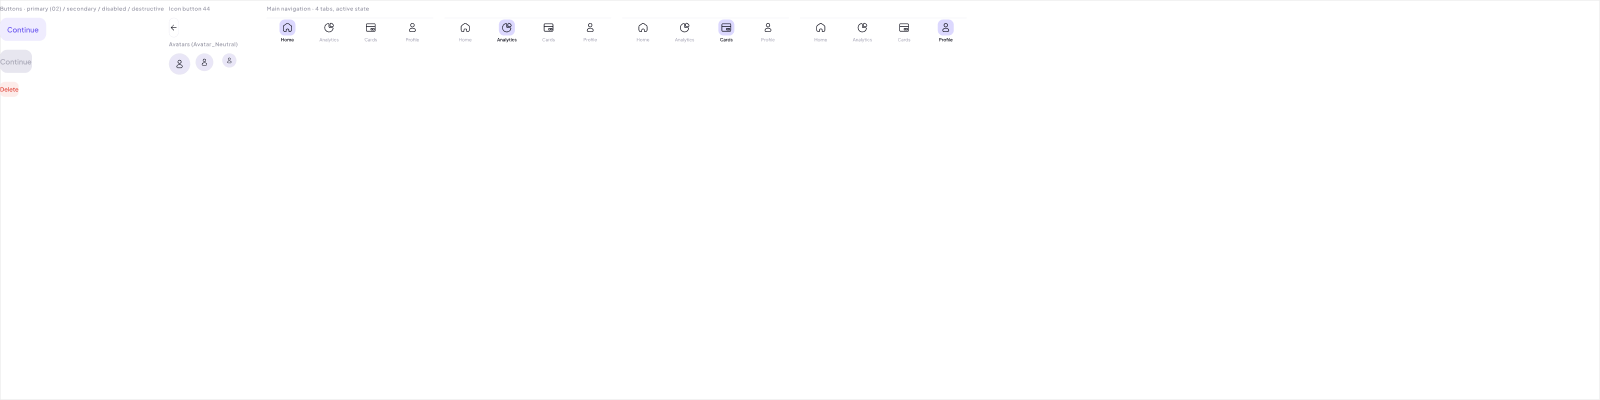 Buttons · primary (02) / secondary / disabled / destructive
Icon button 44
Main navigation · 4 tabs, active state
Continue
Home
Analytics
Cards
Profile
Home
Analytics
Cards
Profile
Home
Analytics
Cards
Profile
Home
Analytics
Cards
Profile
Avatars (Avatar_Neutral)
Continue
Delete